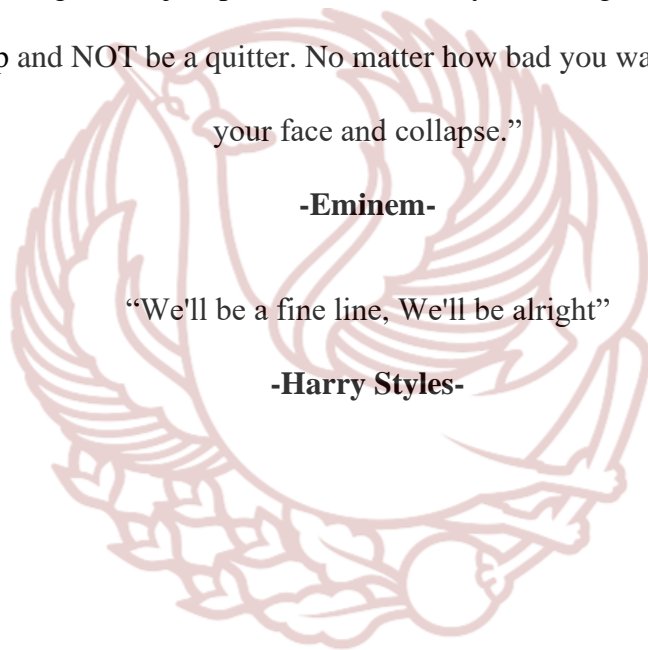 and NOT be a quitter. No matter how bad you
your face and collapse.”
-Eminem-
“We'll be a fine line, We'll be alright”
-Harry Styles-